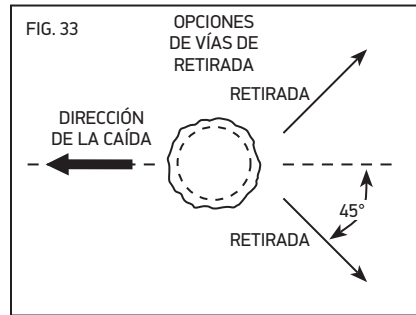 FIG. 33
OPCIONES
DE VÍAS DE
RETIRADA
RETIRADA
DIRECCIÓN
DE LA CAÍDA
45°
RETIRADA